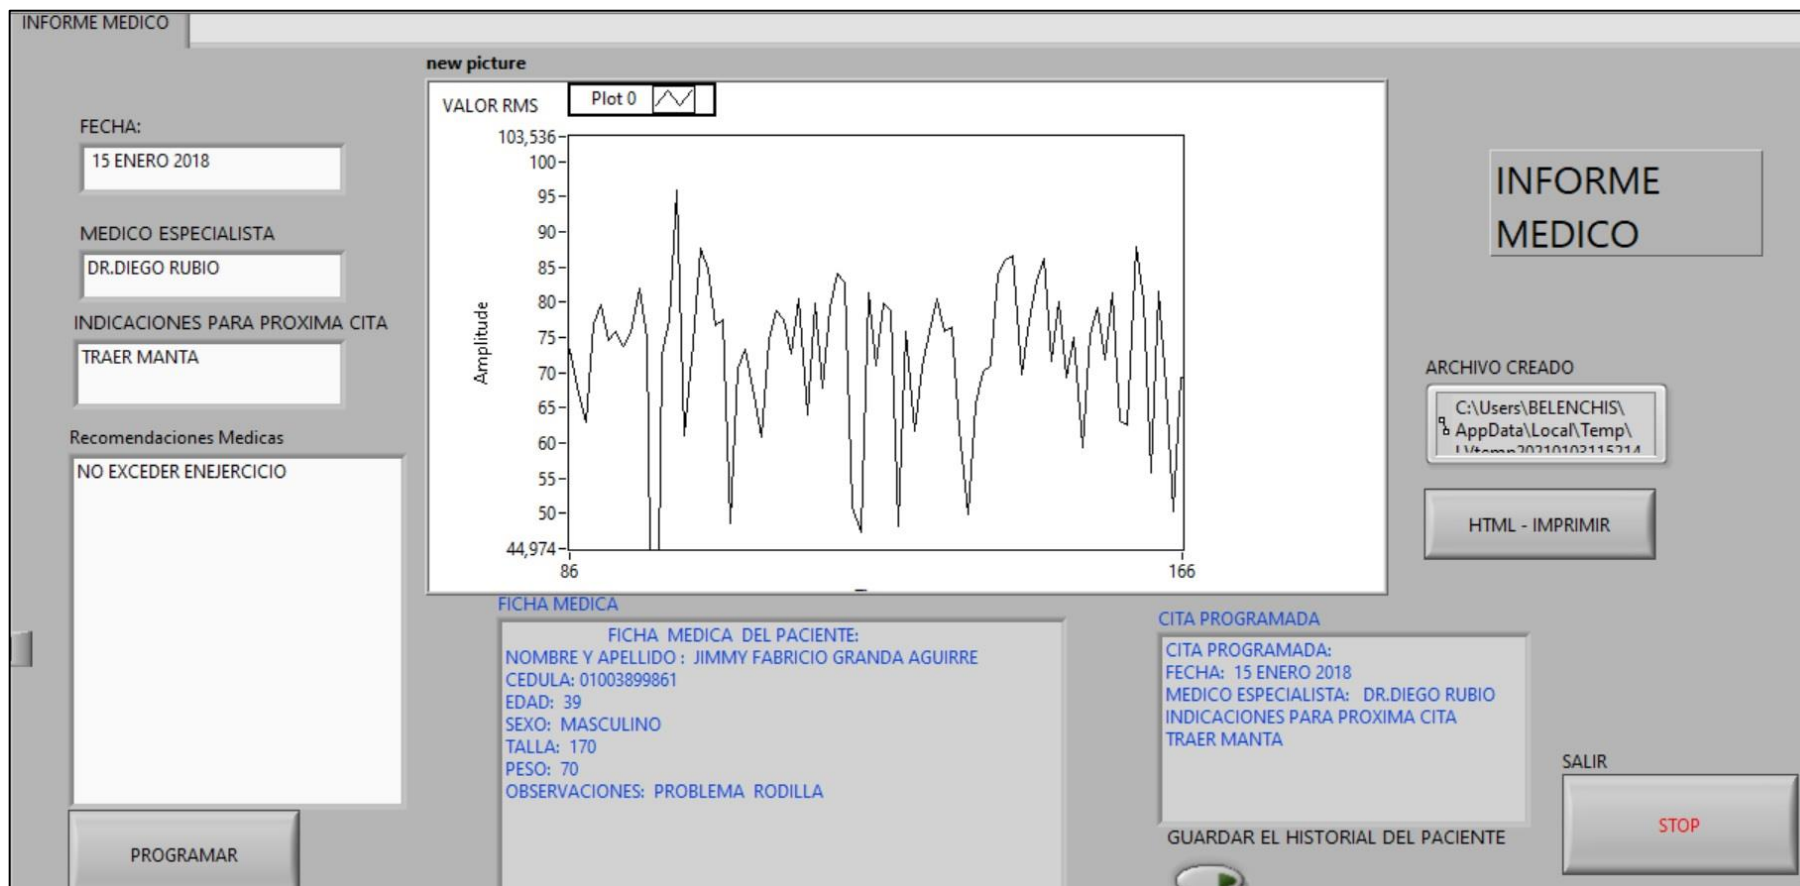 INFORME MEDICO
new picture
FECHA:
15 ENERO 2018
MEDICO ESPECIALISTA
DR.DIEGO RUBIO
INDICACIONES PARA PROXIMA CITA
TRAER MANTA
Recomendaciones Medicas
NO EXCEDER ENEJERCICIO
PROGRAMAR
VALOR RMS
Plot 0
Amplitude
103,536
100
95
90
85
80
75
70
65
60
55
50
44,974
86
166
FICHA MEDICA
FICHA MEDICA DEL PACIENTE:
NOMBRE Y APELLIDO : JIMMY FABRICIO GRANDA AGUIRRE
CEDULA: 01003899861
EDAD: 39
SEXO: MASCULINO
TALLA: 170
PESO: 70
OBSERVACIONES: PROBLEMA RODILLA
INFORME
MEDICO
ARCHIVO CREADO
C:\Users\BELENCHIS\
AppData\Local\Temp\
LVtemp20210103115214
HTML - IMPRIMIR
CITA PROGRAMADA
CITA PROGRAMADA:
FECHA: 15 ENERO 2018
MEDICO ESPECIALISTA: DR.DIEGO RUBIO
INDICACIONES PARA PROXIMA CITA
TRAER MANTA
GUARDAR EL HISTORIAL DEL PACIENTE
SALIR
STOP